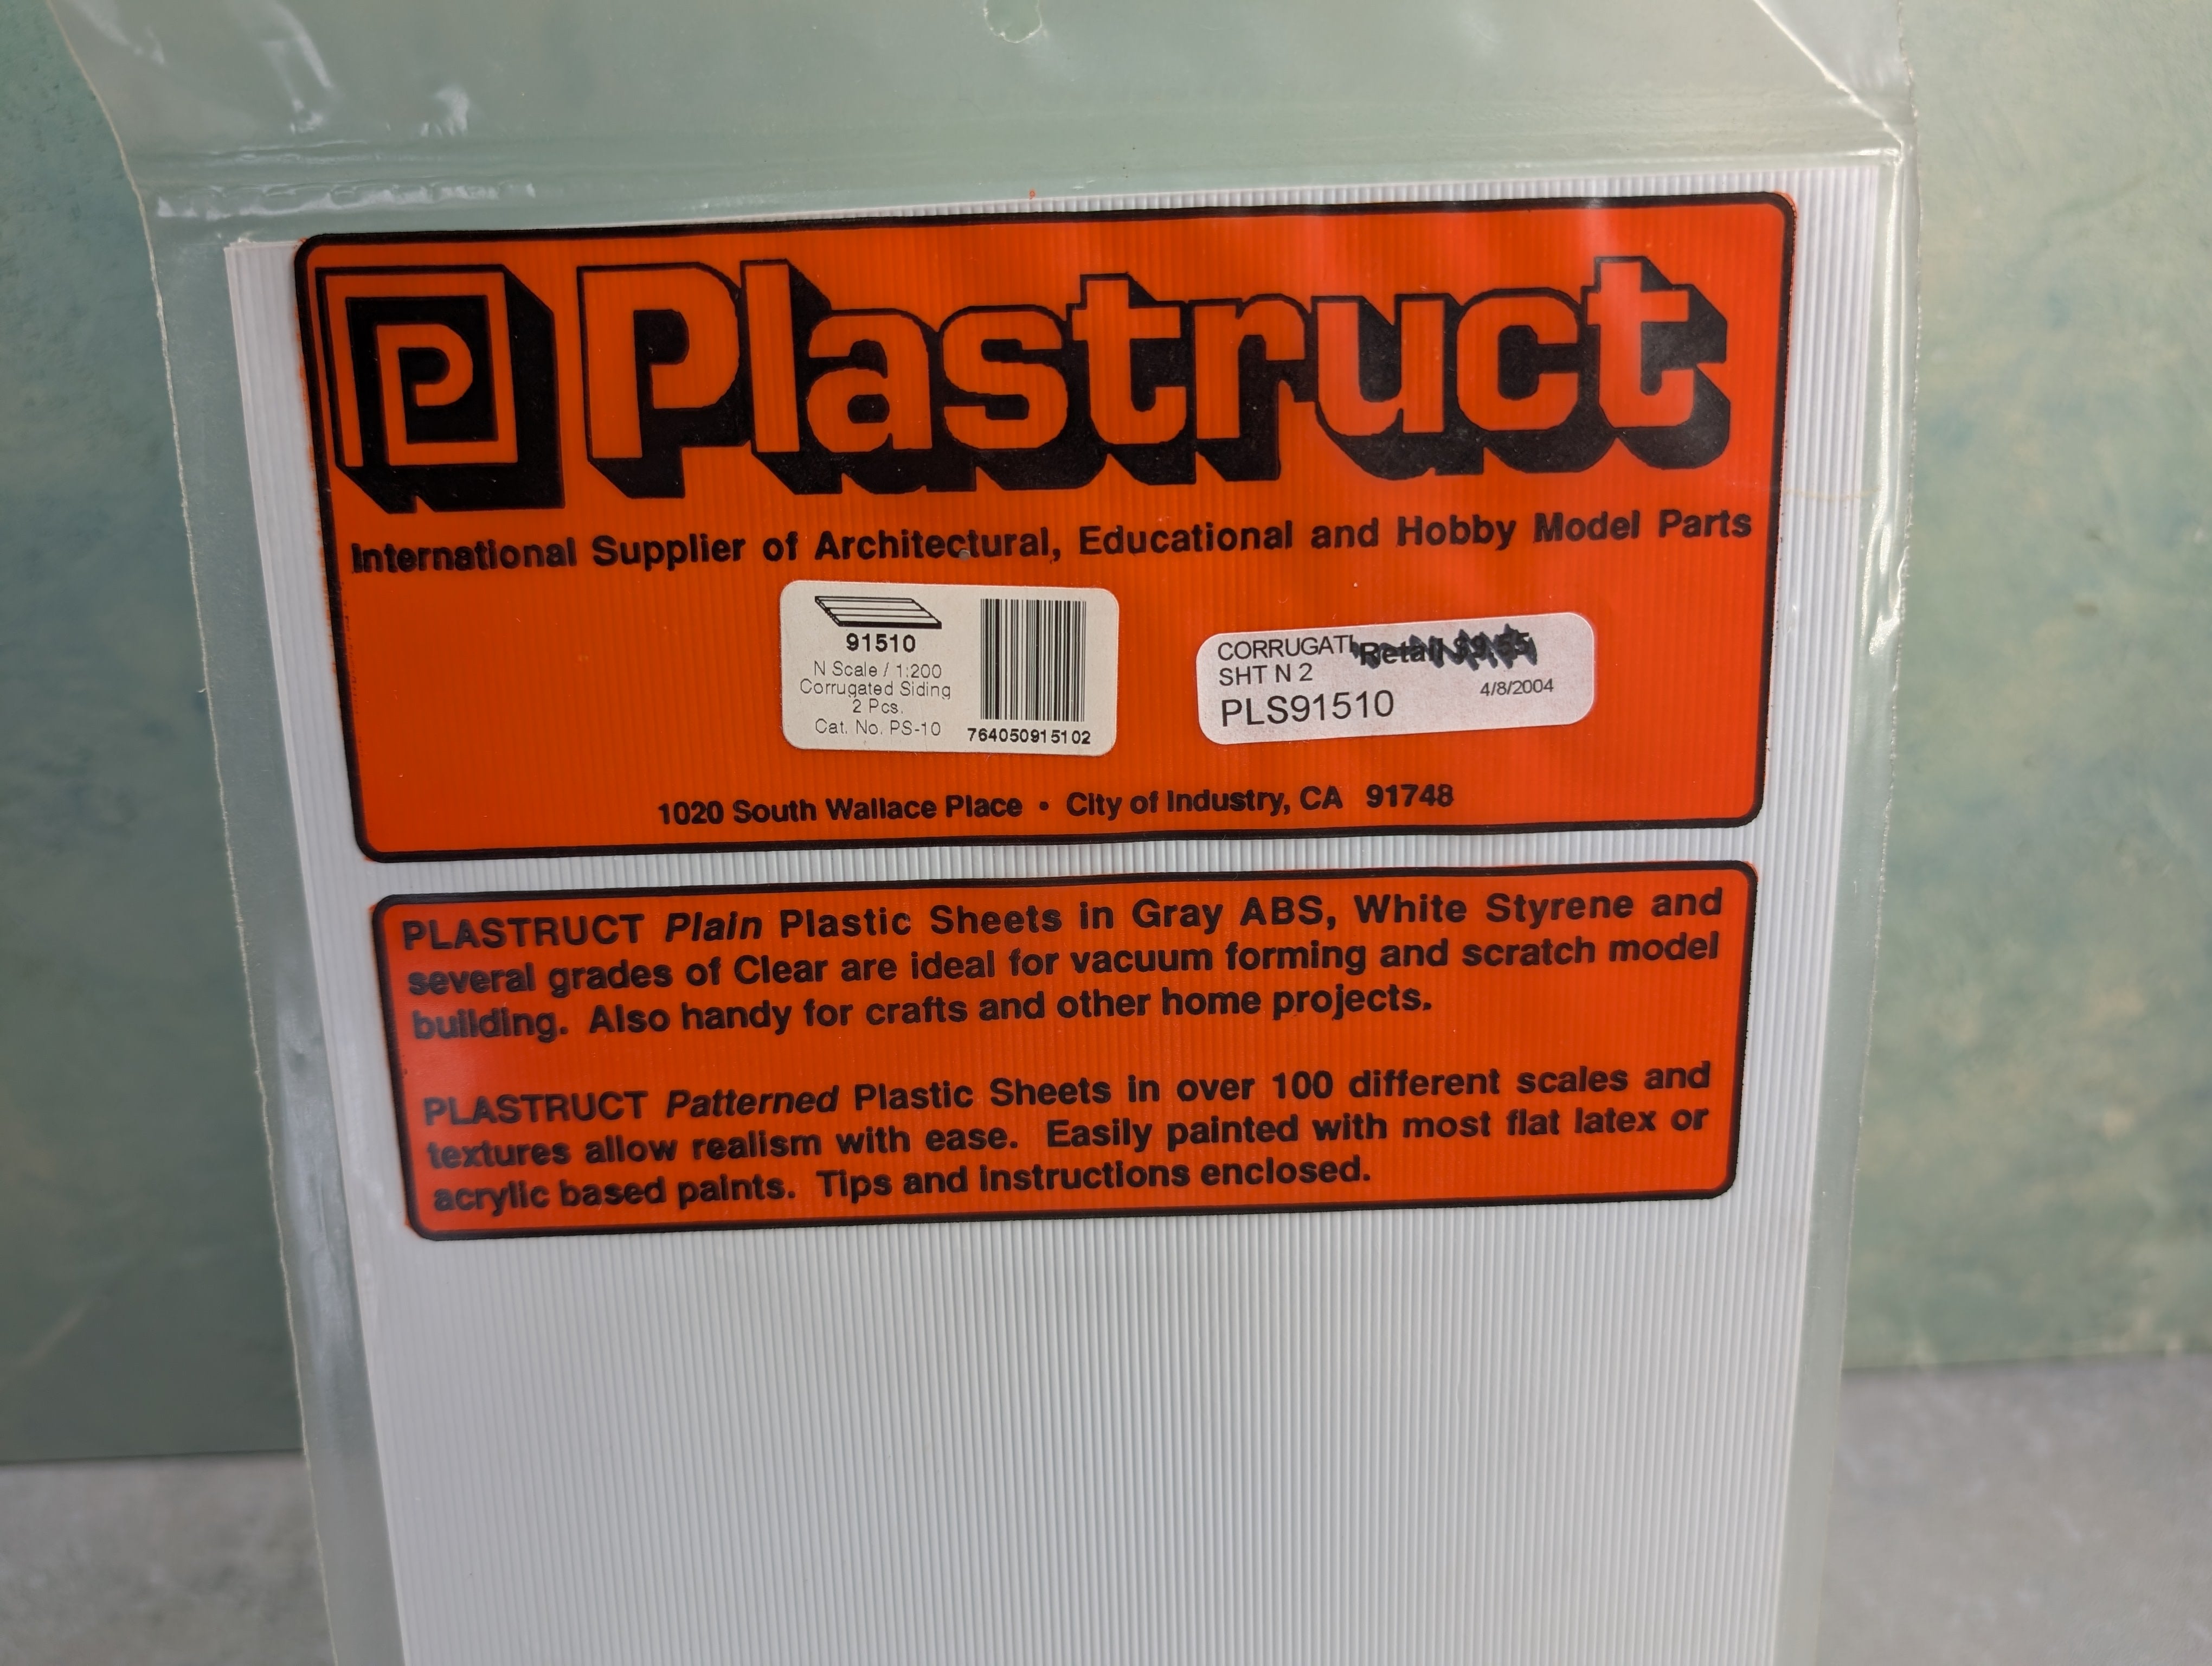 P Plastruct
International Supplier of Architectural, Educational and Hobby Model Parts
91510
N Scale / 1:200
Corrugated Siding
2 Pcs.
Cat. No. PS-10
764050915102
CORRUGATI Retail
SHT N 2
4/8/2004
PLS91510
1020 South Wallace Place • City of Industry, CA 91748
PLASTRUCT Plain Plastic Sheets in Gray ABS, White Styrene and
several grades of Clear are ideal for vacuum forming and scratch model
building. Also handy for crafts and other home projects.
PLASTRUCT Patterned Plastic Sheets in over 100 different scales and
textures allow realism with ease. Easily painted with most flat latex or
acrylic based paints. Tips and instructions enclosed.